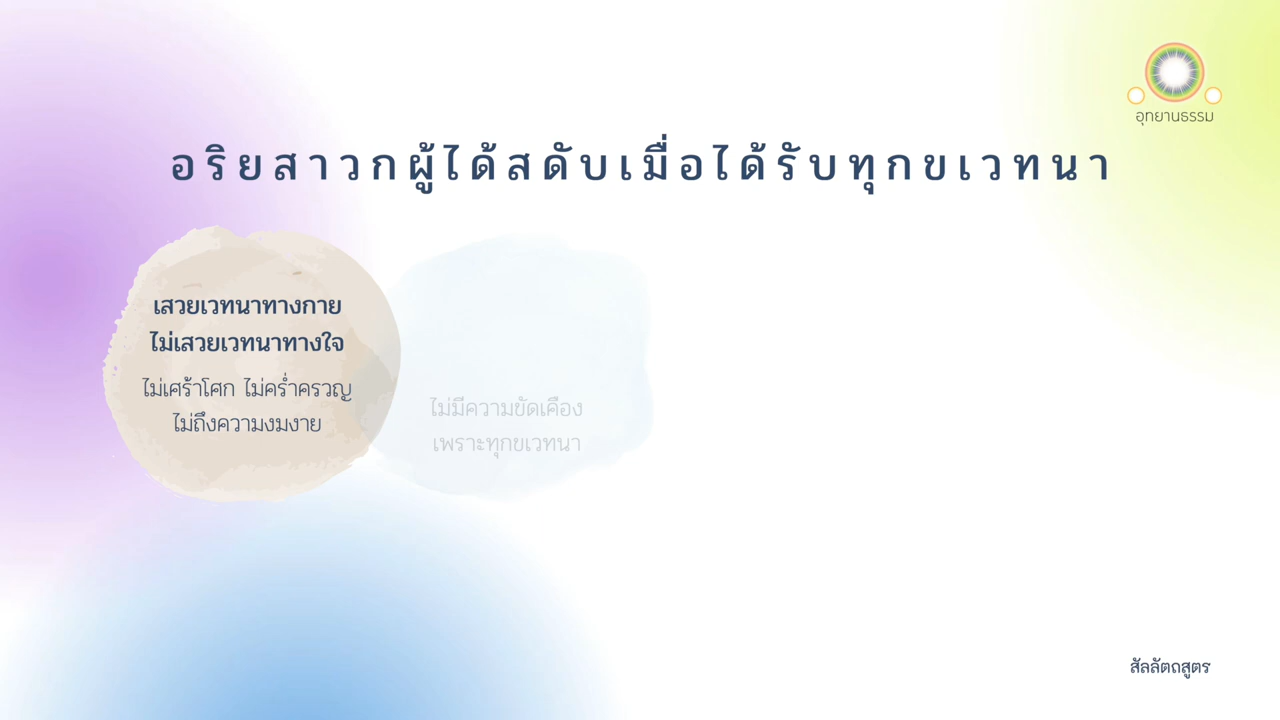 อุทยานธรรม
อริยสาวกผู้ได้สดับเมื่อได้รับทุกขเวทนา
เสวยเวทนาทางกาย
ไม่เสวยเวทนาทางใจ
ไม่เศร้าโศก ไม่คร่ำครวญ
ไม่ถึงความงมงาย
ไม่มีความขัดเคือง
เพราะทุกขเวทนา
สัลลัตถสูตร